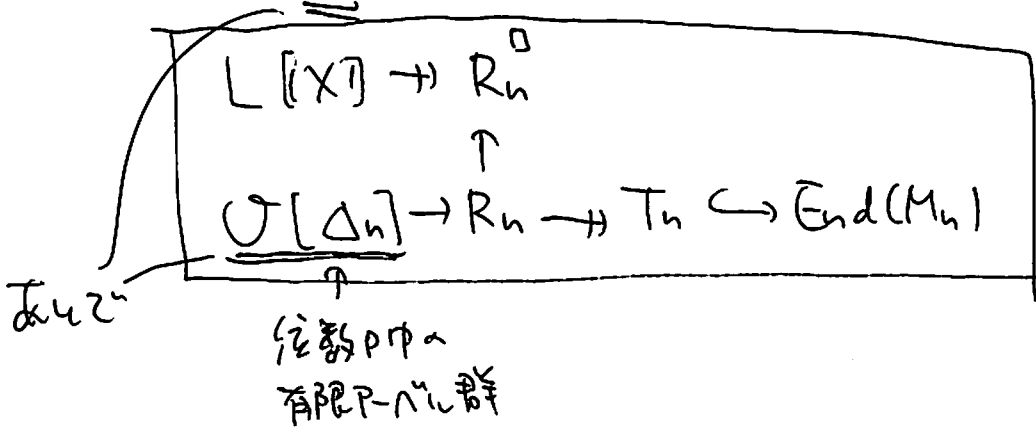 L[[X]] ↠ R_n^□
↑
O[Δ_n] → R_n ↠ T_n ↪ End(M_n)
あとで
↑
位数p巾の
有限アーベル群